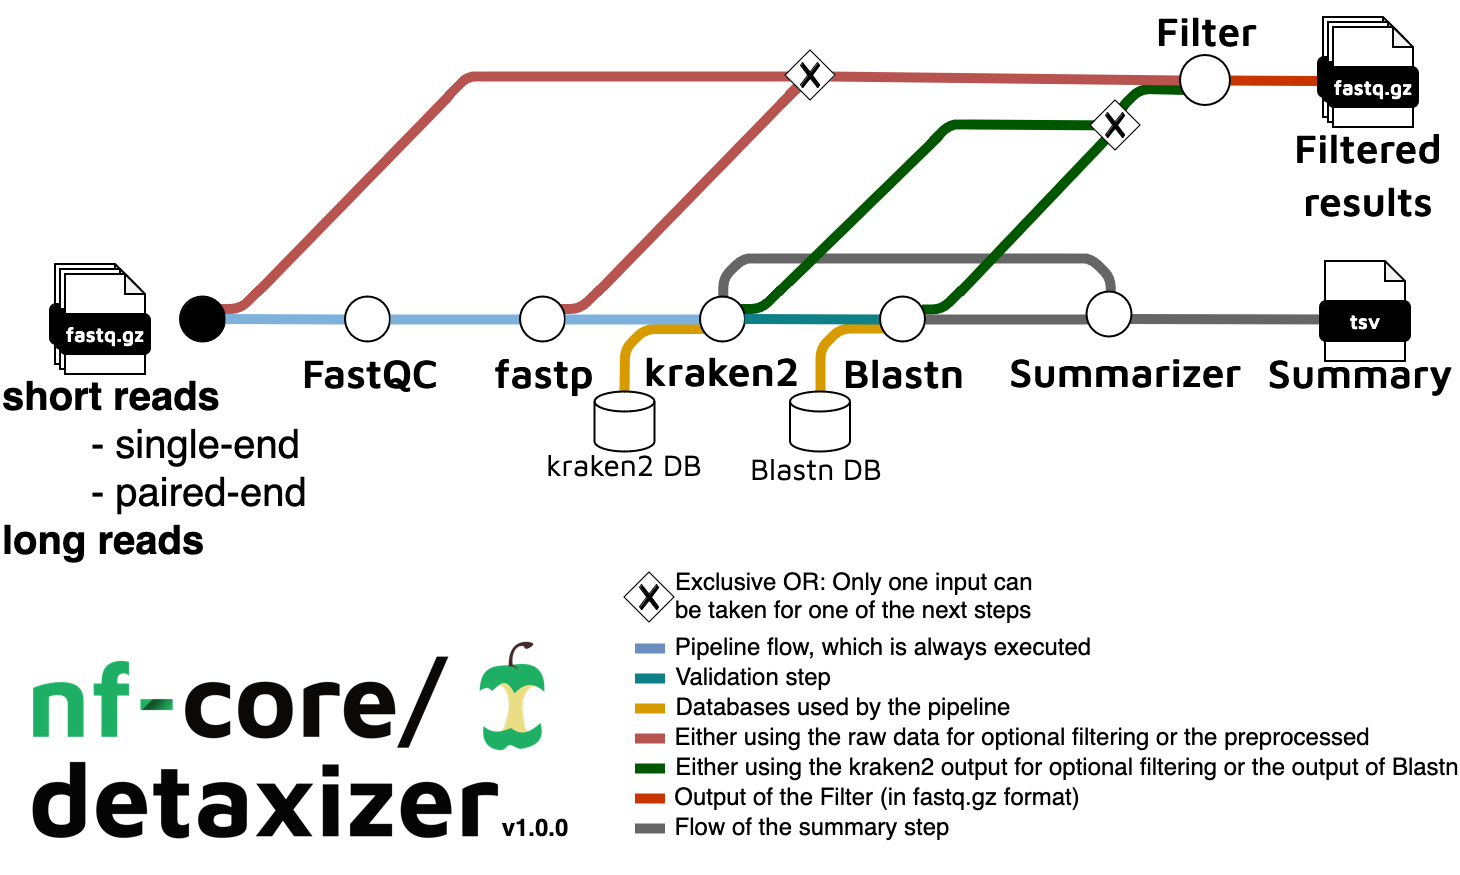 Filter
X
fastq.gz
X
Filtered
results
fastq.gz
tsv
FastQC
fastp
kraken2
Blastn
Summarizer
Summary
short reads
- single-end
- paired-end
long reads
kraken2 DB
Blastn DB
X
Exclusive OR: Only one input can
be taken for one of the next steps
Pipeline flow, which is always executed
Validation step
Databases used by the pipeline
Either using the raw data for optional filtering or the preprocessed
Either using the kraken2 output for optional filtering or the output of Blastn
Output of the Filter (in fastq.gz format)
Flow of the summary step
nf-core/
detaxizer v1.0.0